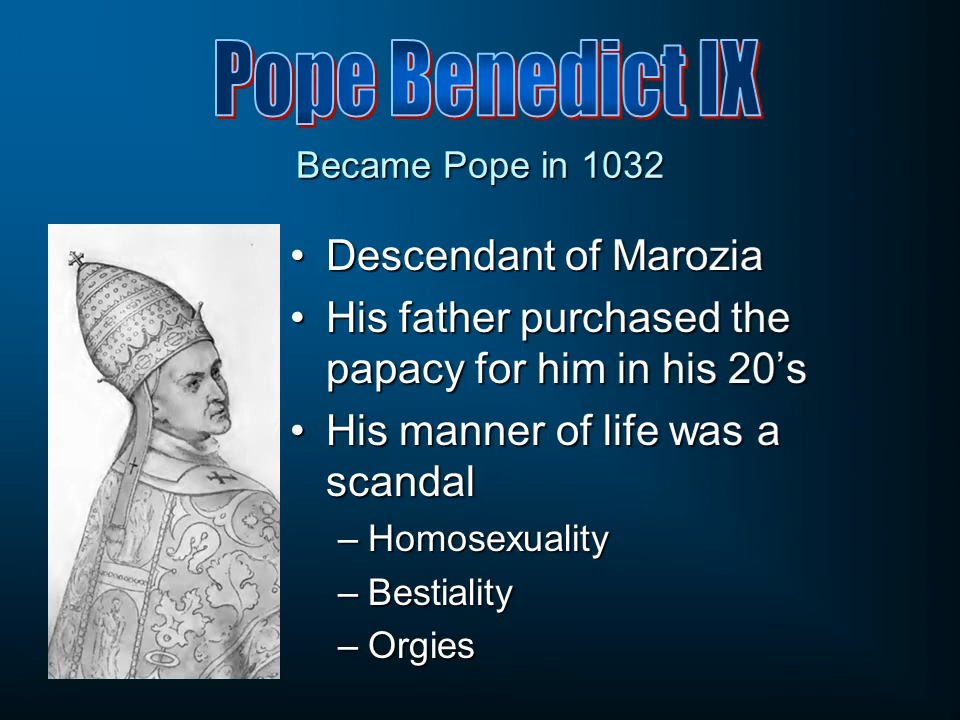 Pope Benedict IX
Became Pope in 1032
• Descendant of Marozia
• His father purchased the
papacy for him in his 20’s
• His manner of life was a
scandal
– Homosexuality
– Bestiality
– Orgies